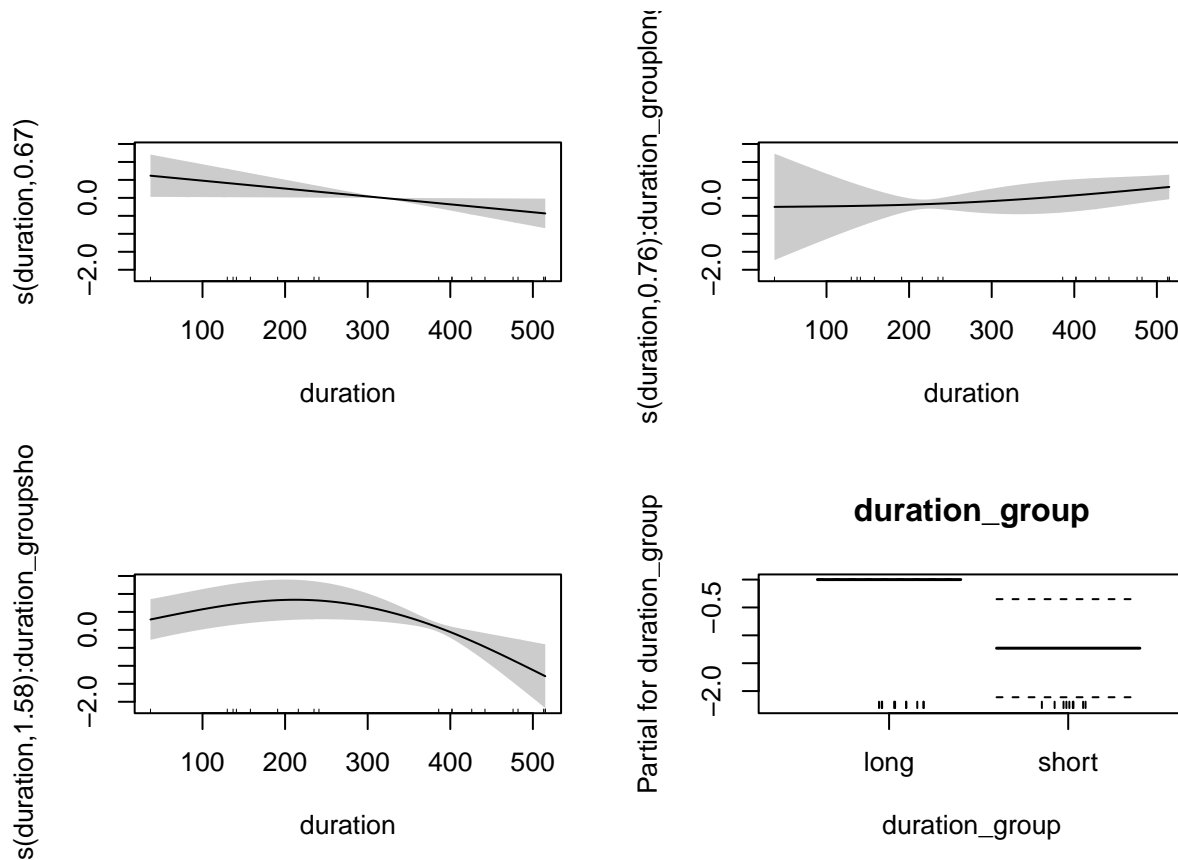 s(duration,0.67)
0.0
−2.0
100 200 300 400 500
duration
s(duration,0.76):duration_grouplong
0.0
−2.0
100 200 300 400 500
duration
s(duration,1.58):duration_groupsho
0.0
−2.0
100 200 300 400 500
duration
duration_group
Partial for duration_group
−0.5
−2.0
long short
duration_group